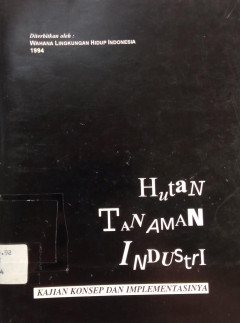 Diterbitkan oleh :
WAHANA LINGKUNGAN HIDUP INDONESIA
1994
HutaN
TANAMAN
INDUStrI
KAJIAN KONSEP DAN IMPLEMENTASINYA